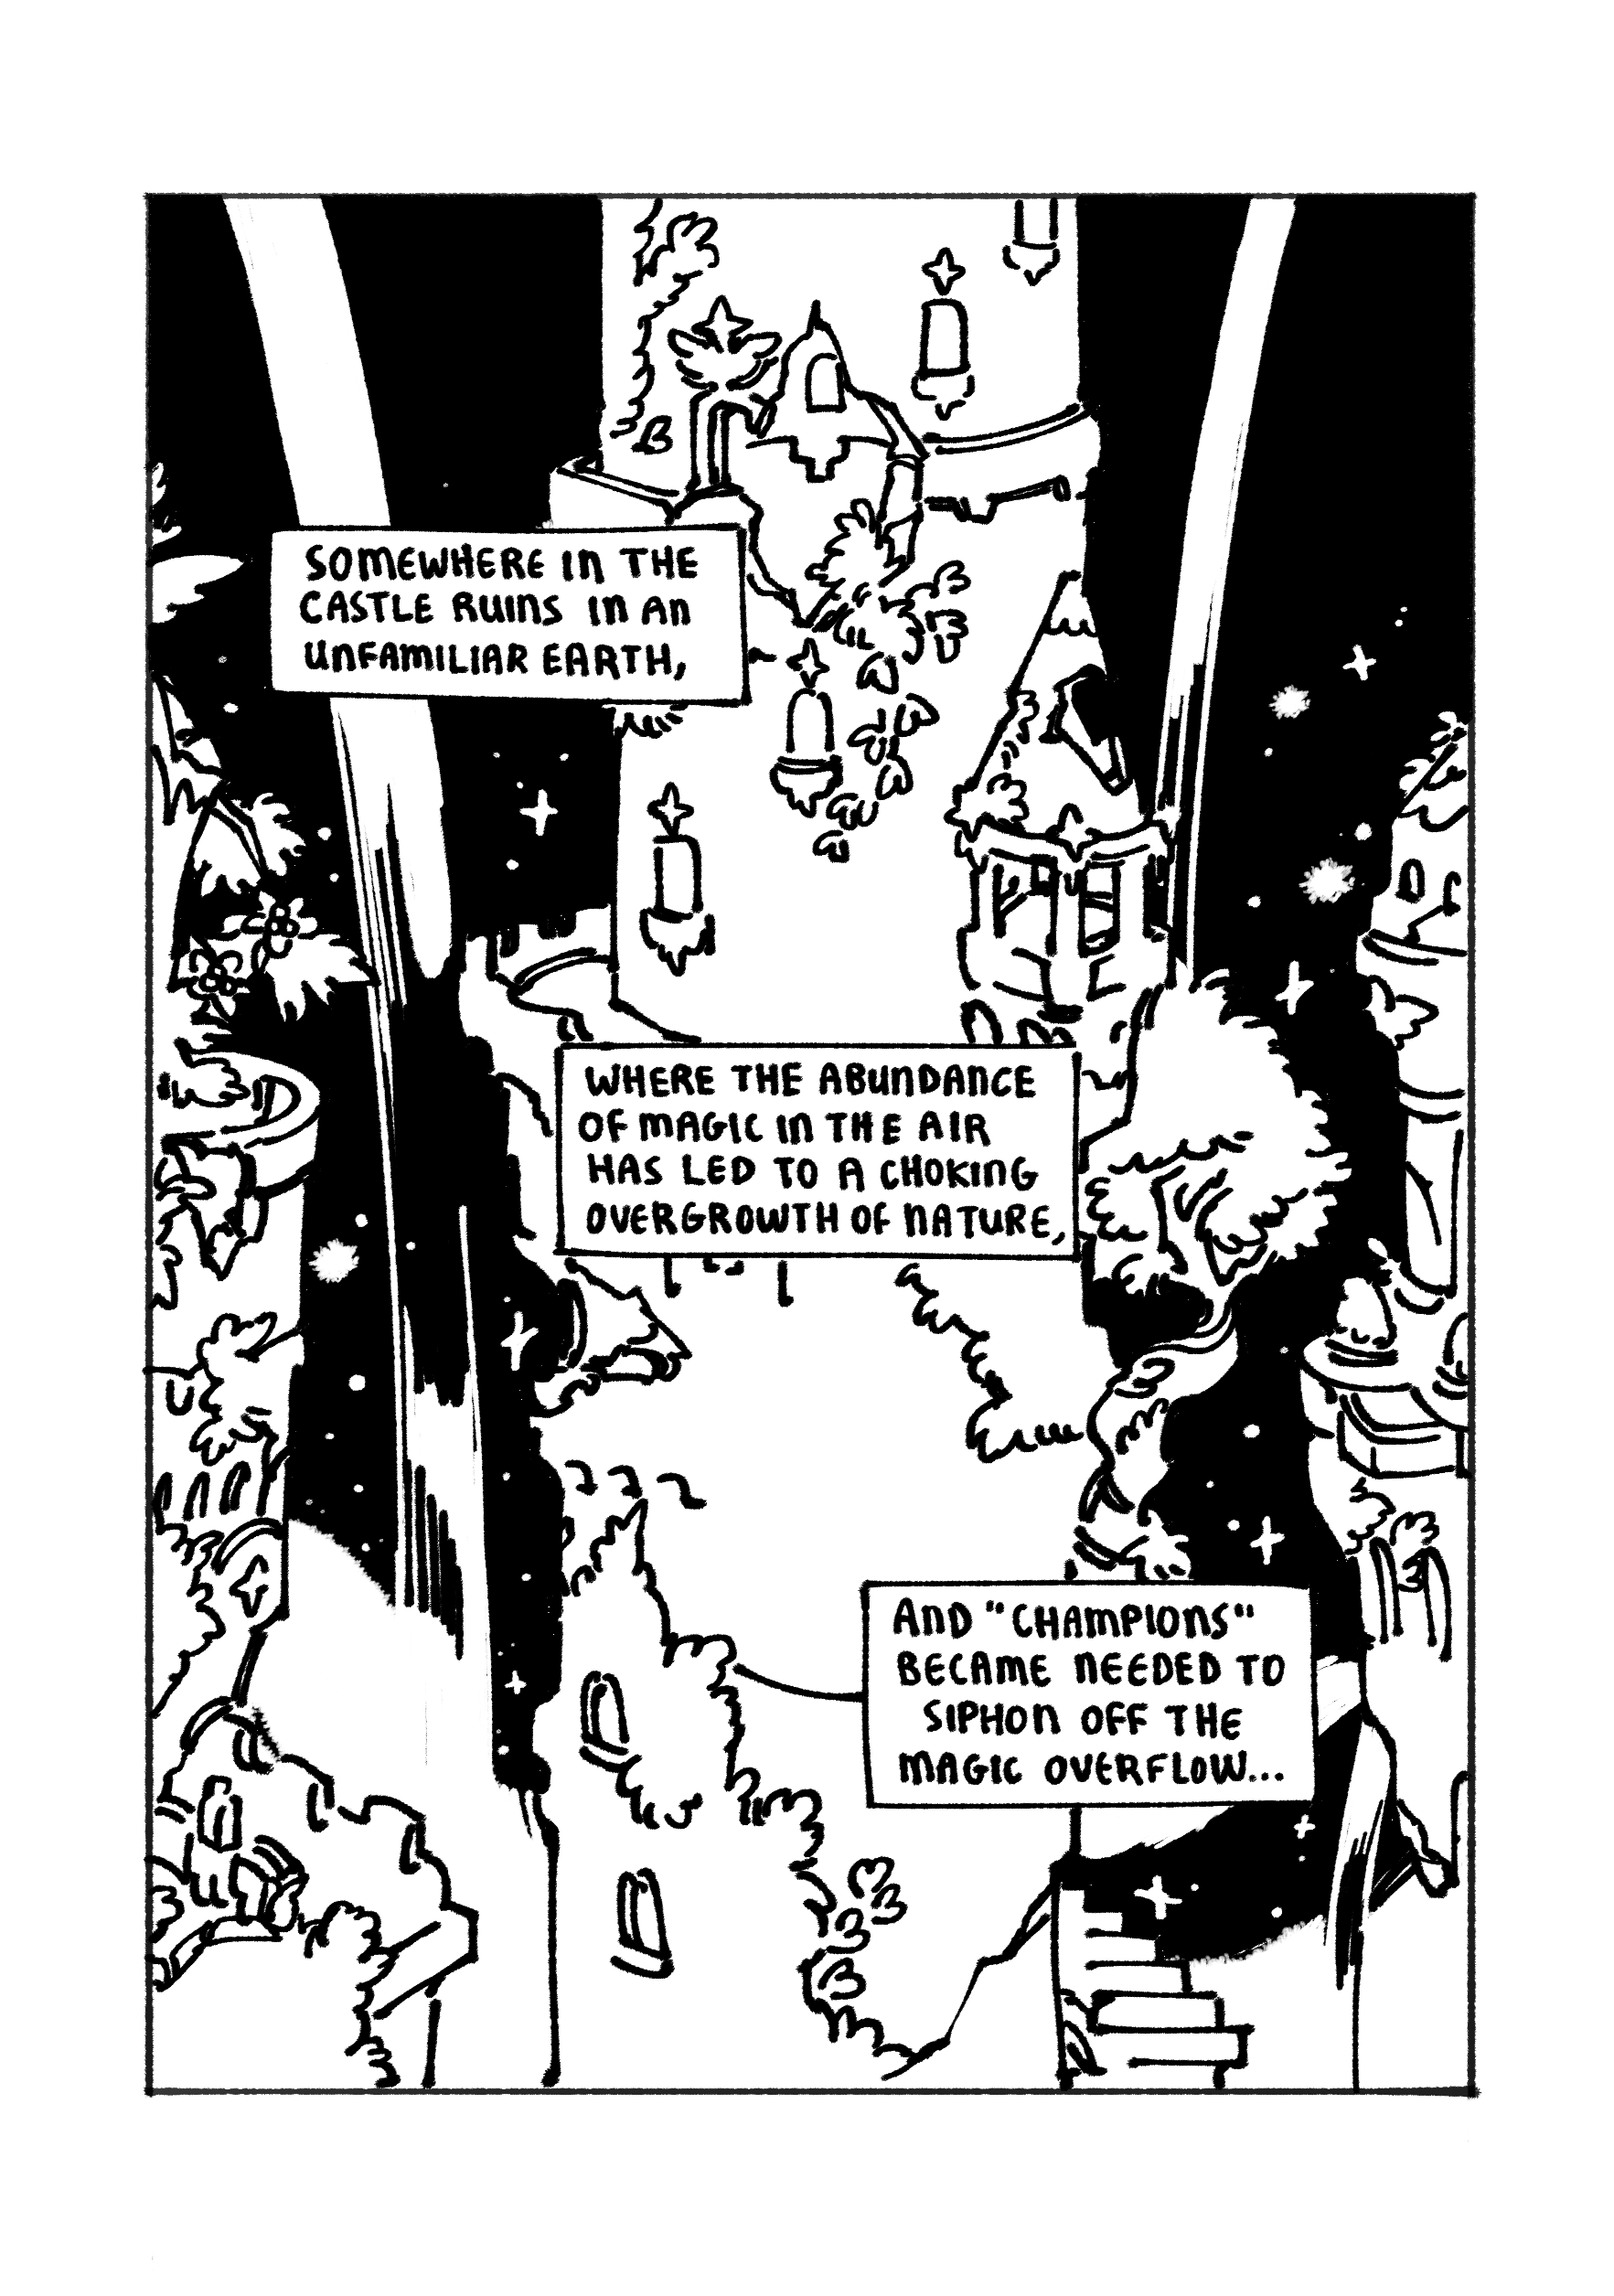 SOMEWHERE IN THE
CASTLE RUINS IN AN
UNFAMILIAR EARTH,
WHERE THE ABUNDANCE
OF MAGIC IN THE AIR
HAS LED TO A CHOKING
OVERGROWTH OF NATURE,
AND "CHAMPIONS"
BECAME NEEDED TO
SIPHON OFF THE
MAGIC OVERFLOW...